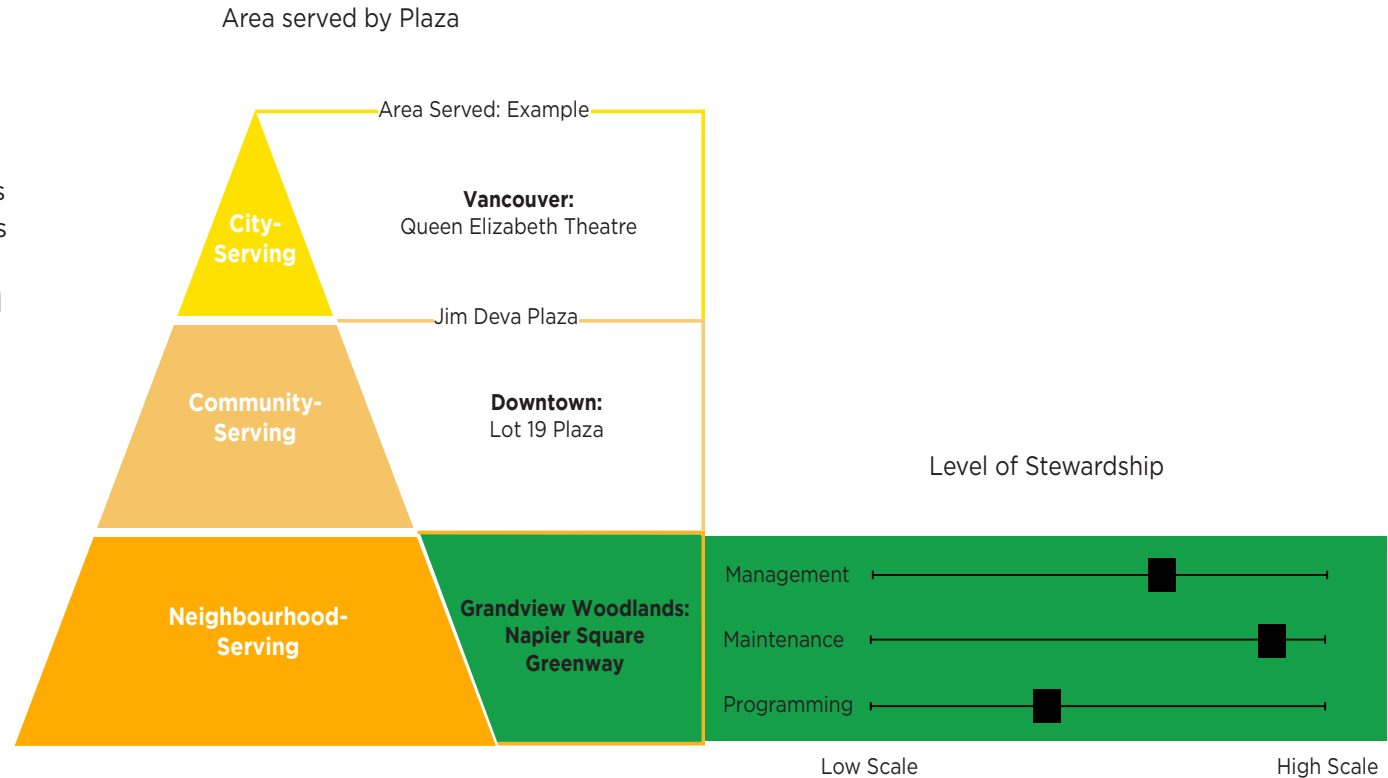 Area served by Plaza
Area Served: Example
s
s
City-
Serving
Vancouver:
Queen Elizabeth Theatre
Jim Deva Plaza
Community-
Serving
Downtown:
Lot 19 Plaza
Level of Stewardship
Neighbourhood-
Serving
Grandview Woodlands:
Napier Square
Greenway
Management
Maintenance
Programming
Low Scale
High Scale